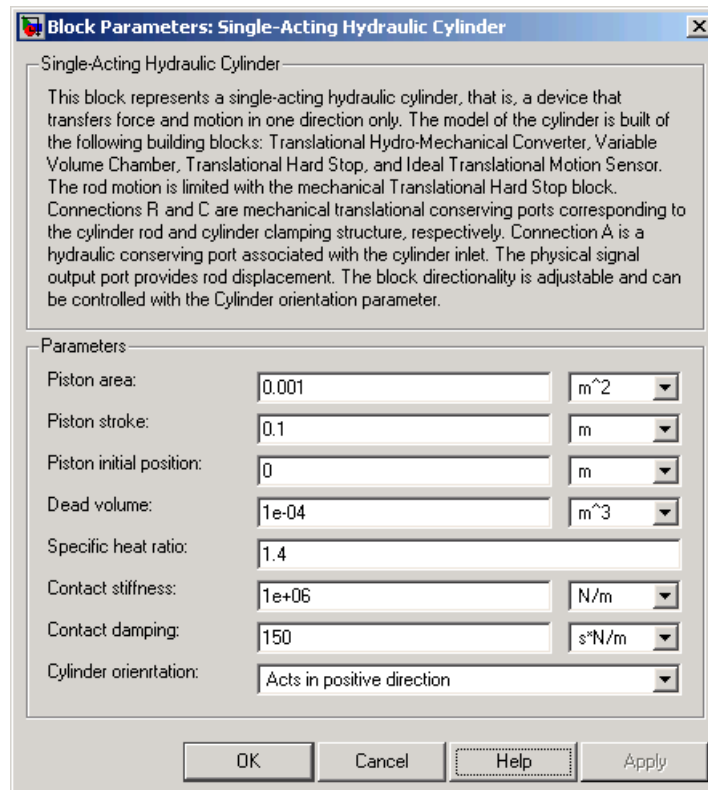 Block Parameters: Single-Acting Hydraulic Cylinder
Single-Acting Hydraulic Cylinder
This block represents a single-acting hydraulic cylinder, that is, a device that
transfers force and motion in one direction only. The model of the cylinder is built of
the following building blocks: Translational Hydro-Mechanical Converter, Variable
Volume Chamber, Translational Hard Stop, and Ideal Translational Motion Sensor.
The rod motion is limited with the mechanical Translational Hard Stop block.
Connections R and C are mechanical translational conserving ports corresponding to
the cylinder rod and cylinder clamping structure, respectively. Connection A is a
hydraulic conserving port associated with the cylinder inlet. The physical signal
output port provides rod displacement. The block directionality is adjustable and can
be controlled with the Cylinder orientation parameter.
Parameters
Piston area: 0.001 m^2
Piston stroke: 0.1 m
Piston initial position: 0 m
Dead volume: 1e-04 m^3
Specific heat ratio: 1.4
Contact stiffness: 1e+06 N/m
Contact damping: 150 s*N/m
Cylinder orienrtation: Acts in positive direction
OK Cancel Help Apply